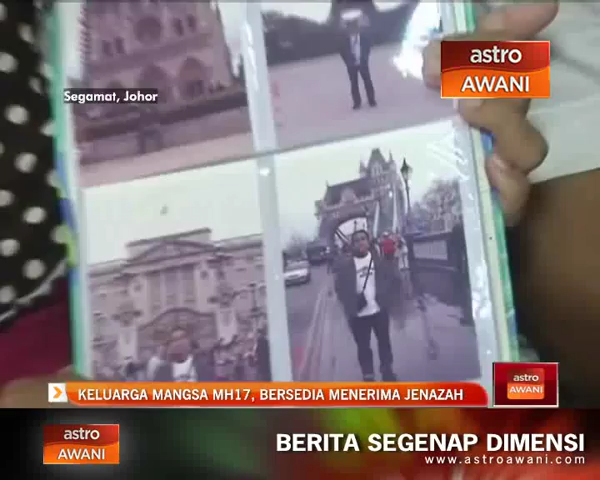 astro
AWANI
Segamat, Johor
KELUARGA MANGSA MH17, BERSEDIA MENERIMA JENAZAH
astro
AWANI
astro
AWANI
BERITA SEGENAP DIMENSI
www.astroawani.com